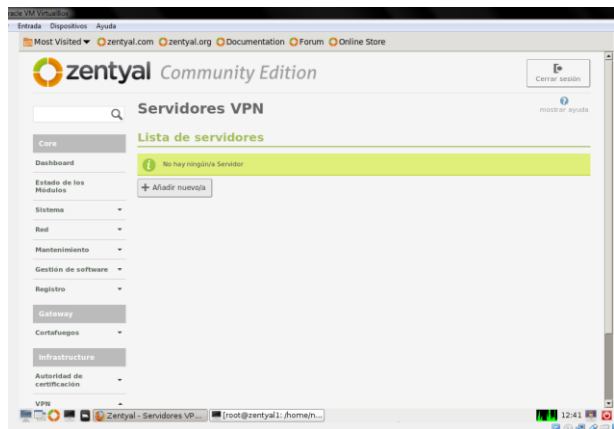 Oracle VM VirtualBox
Entrada Dispositivos Ayuda
Most Visited zentyal.com zentyal.org Documentation Forum Online Store
zentyal Community Edition
Cerrar sesión
Servidores VPN
mostrar ayuda
Lista de servidores
Core
No hay ningún/a Servidor
Dashboard
Añadir nuevo/a
Estado de los
Módulos
Sistema
Red
Mantenimiento
Gestión de software
Registro
Gateway
Cortafuegos
Infrastructure
Autoridad de
certificación
VPN
Zentyal - Servidores VP... [root@zentyal1: /home/n... 12:41